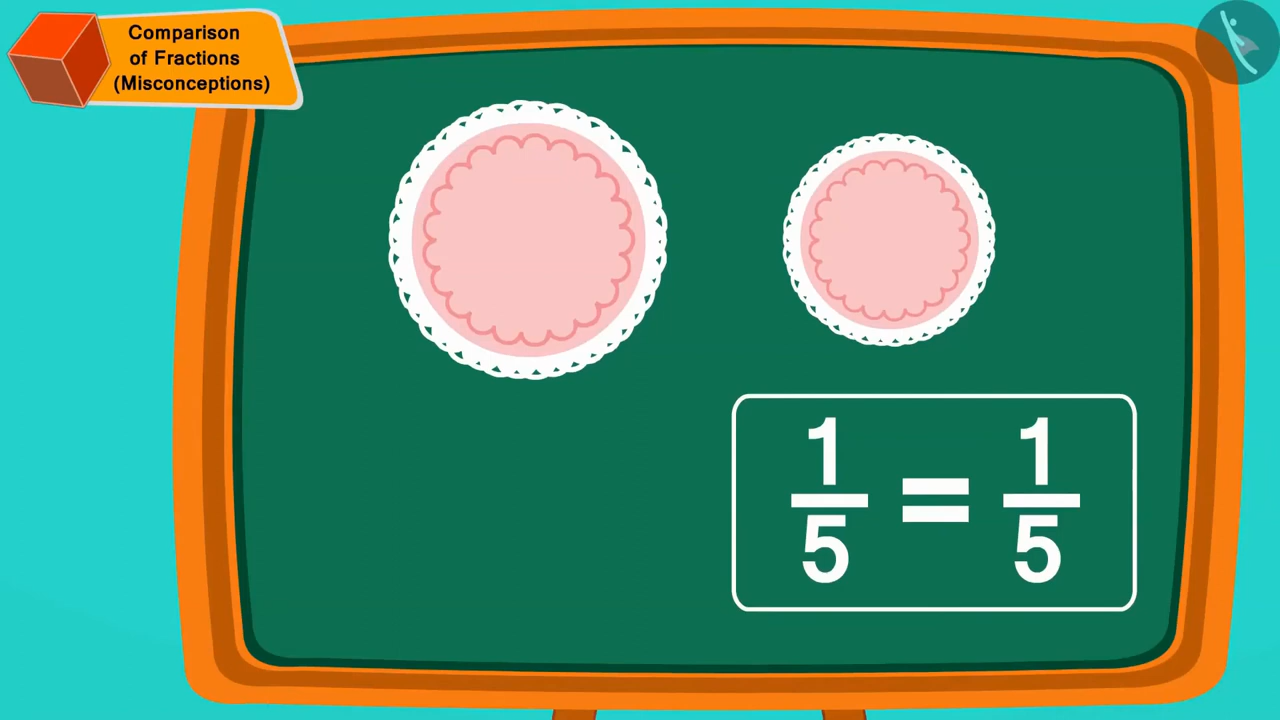 Comparison
of Fractions
(Misconceptions)
1/5 = 1/5